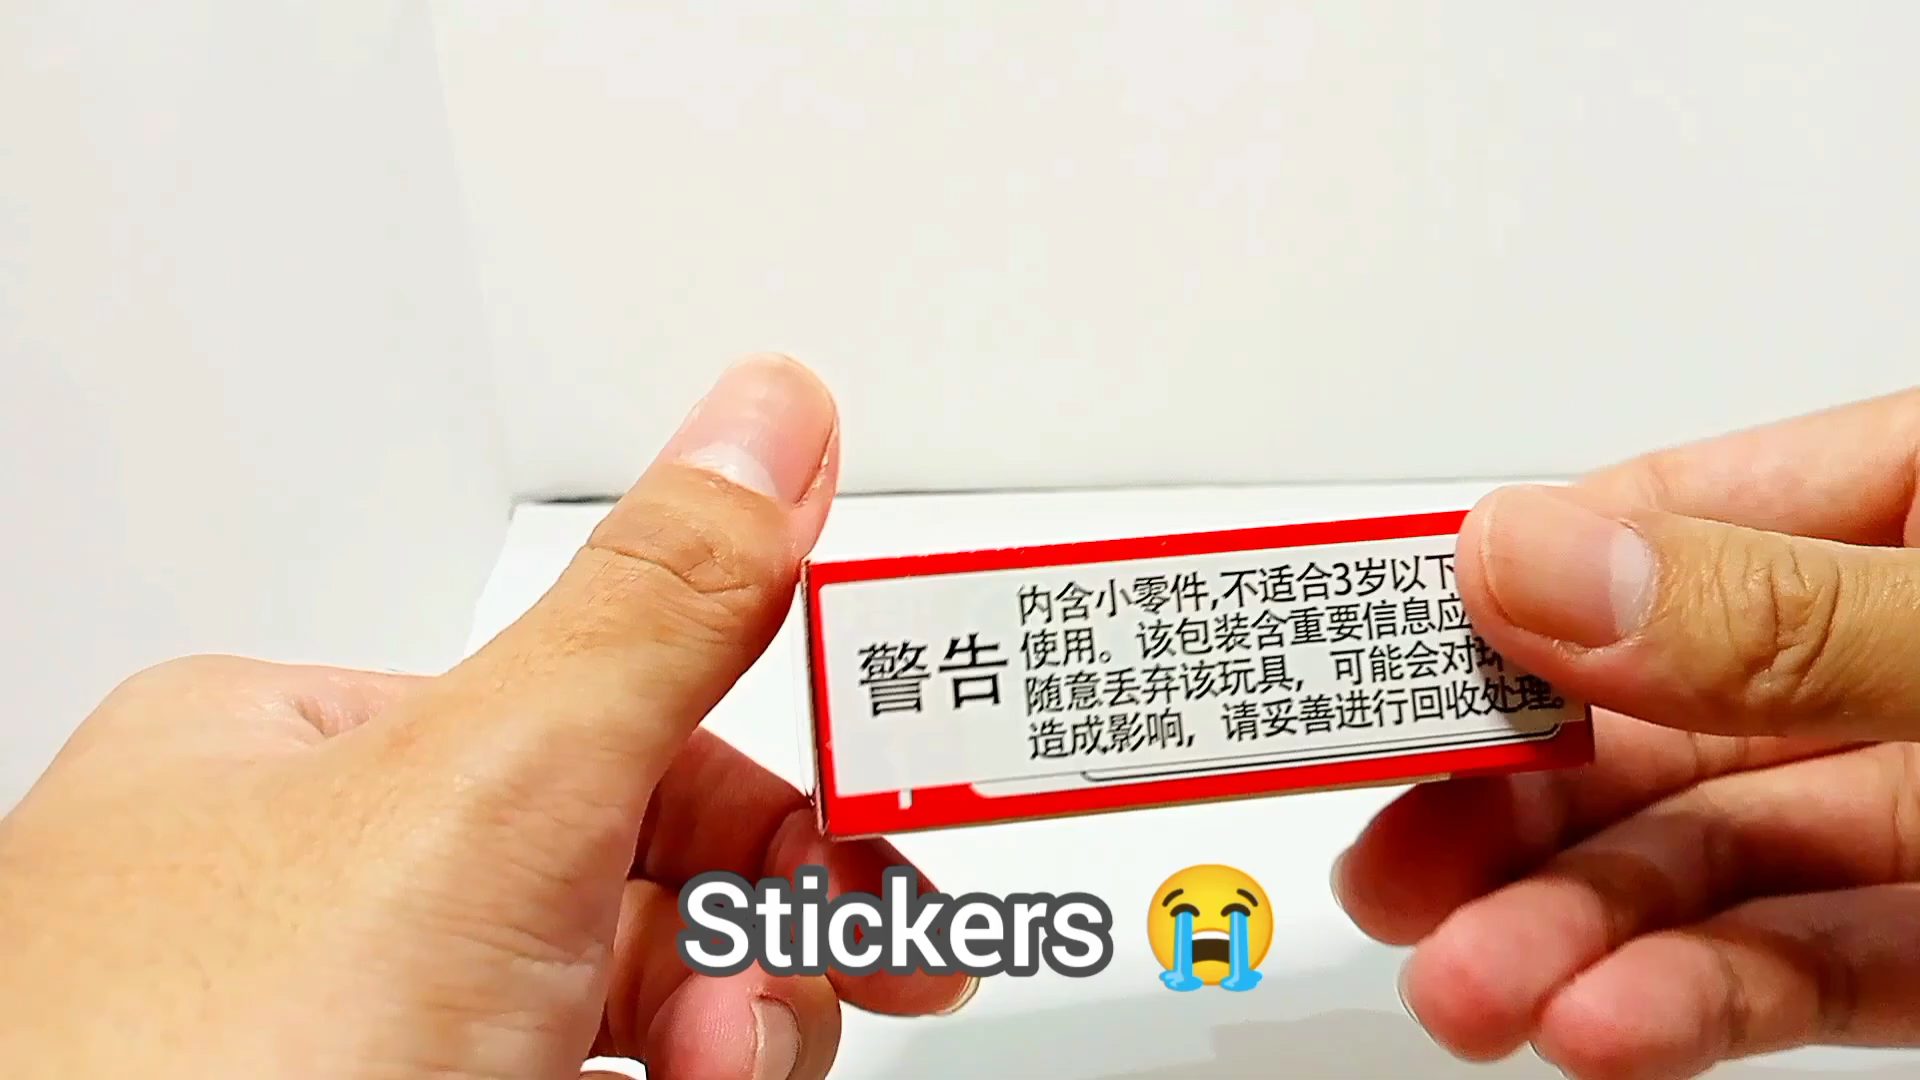 警告
内含小零件,不适合3岁以下
使用。该包装含重要信息应
随意丢弃该玩具，可能会对环
造成影响，请妥善进行回收处理。
Stickers 😭